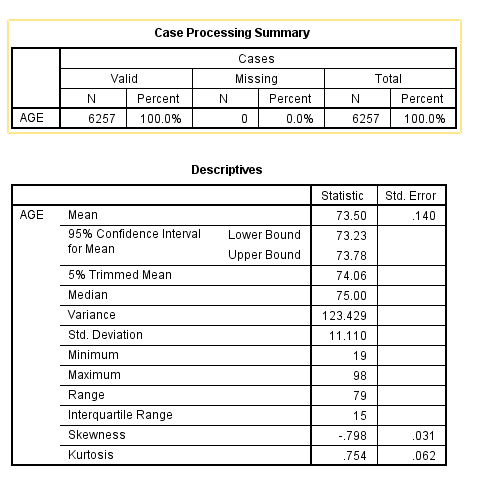 Case Processing Summary
Cases
Valid Missing Total
N Percent N Percent N Percent
AGE 6257 100.0% 0 0.0% 6257 100.0%
Descriptives
Statistic Std. Error
AGE Mean 73.50 .140
95% Confidence Interval Lower Bound 73.23
for Mean
Upper Bound 73.78
5% Trimmed Mean 74.06
Median 75.00
Variance 123.429
Std. Deviation 11.110
Minimum 19
Maximum 98
Range 79
Interquartile Range 15
Skewness -.798 .031
Kurtosis .754 .062